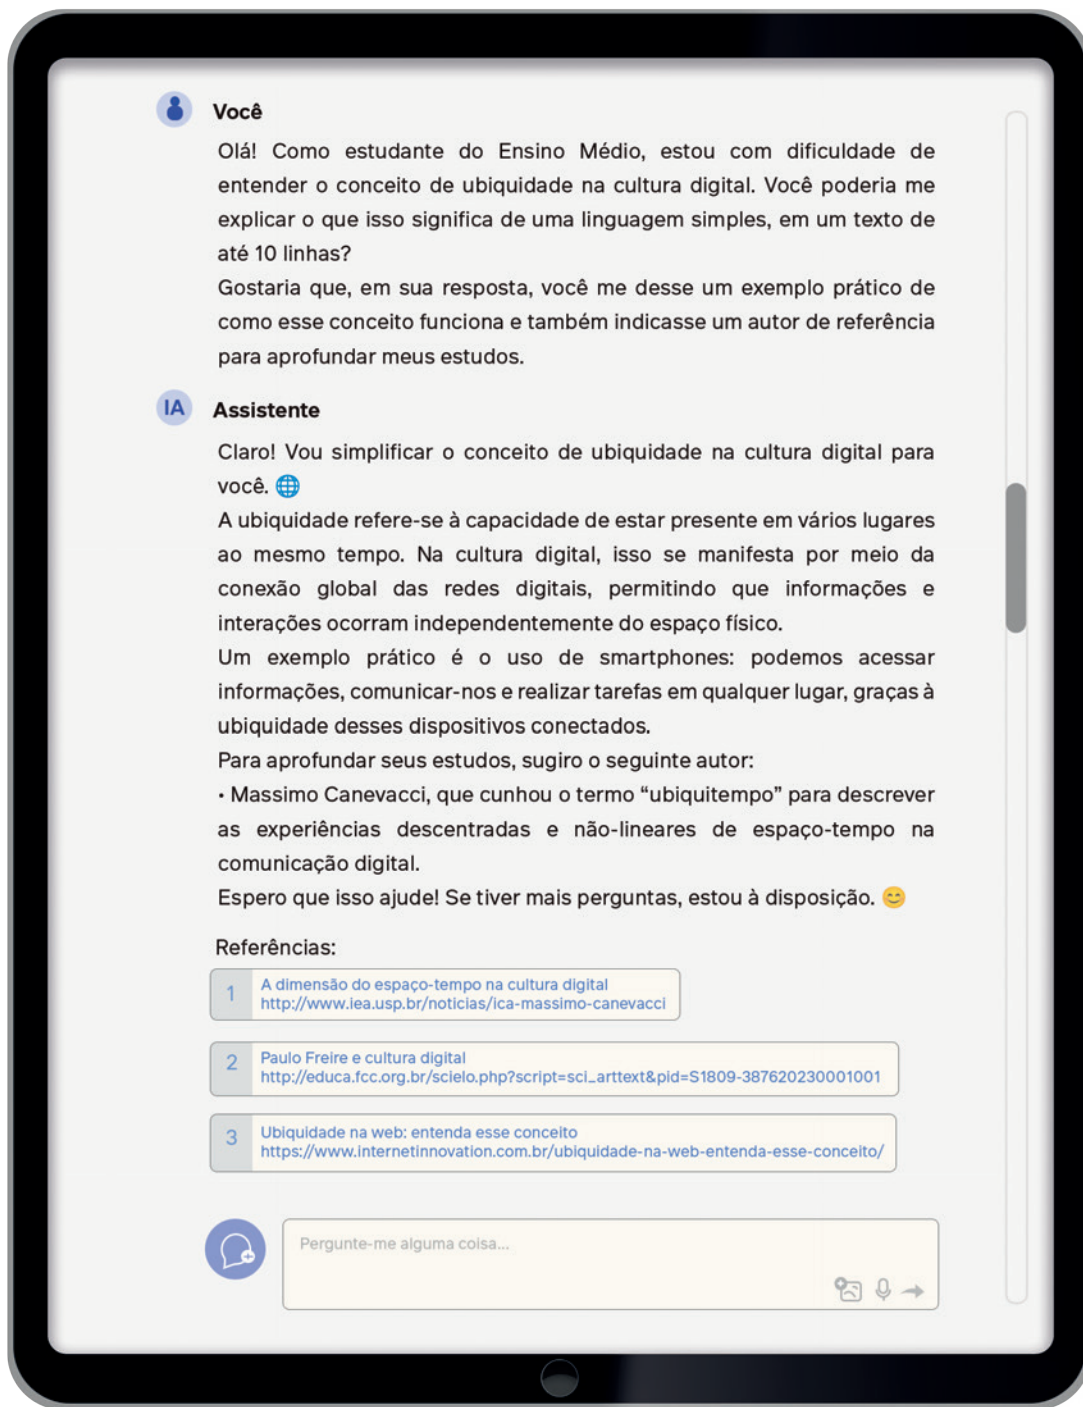 Você
Olá! Como estudante do Ensino Médio, estou com dificuldade de
entender o conceito de ubiquidade na cultura digital. Você poderia me
explicar o que isso significa de uma linguagem simples, em um texto de
até 10 linhas?
Gostaria que, em sua resposta, você me desse um exemplo prático de
como esse conceito funciona e também indicasse um autor de referência
para aprofundar meus estudos.
IA Assistente
Claro! Vou simplificar o conceito de ubiquidade na cultura digital para
você. 🌐
A ubiquidade refere-se à capacidade de estar presente em vários lugares
ao mesmo tempo. Na cultura digital, isso se manifesta por meio da
conexão global das redes digitais, permitindo que informações e
interações ocorram independentemente do espaço físico.
Um exemplo prático é o uso de smartphones: podemos acessar
informações, comunicar-nos e realizar tarefas em qualquer lugar, graças à
ubiquidade desses dispositivos conectados.
Para aprofundar seus estudos, sugiro o seguinte autor:
• Massimo Canevacci, que cunhou o termo “ubiquitempo” para descrever
as experiências descentradas e não-lineares de espaço-tempo na
comunicação digital.
Espero que isso ajude! Se tiver mais perguntas, estou à disposição. 😊
Referências:
1 A dimensão do espaço-tempo na cultura digital
http://www.iea.usp.br/noticias/ica-massimo-canevacci
2 Paulo Freire e cultura digital
http://educa.fcc.org.br/scielo.php?script=sci_arttext&pid=S1809-387620230001001
3 Ubiquidade na web: entenda esse conceito
https://www.internetinnovation.com.br/ubiquidade-na-web-entenda-esse-conceito/
Pergunte-me alguma coisa...